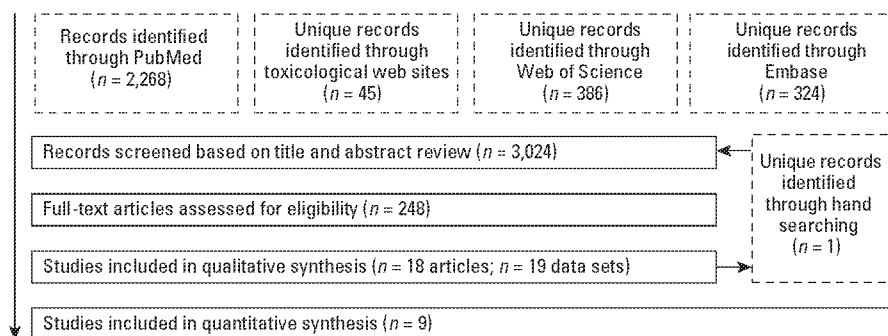 Records identified
through PubMed
(n = 2,268)
Unique records
identified through
toxicological web sites
(n = 45)
Unique records
identified through
Web of Science
(n = 386)
Unique records
identified through
Embase
(n = 324)
Records screened based on title and abstract review (n = 3,024)
Unique records
identified
through hand
searching
(n = 1)
Full-text articles assessed for eligibility (n = 248)
Studies included in qualitative synthesis (n = 18 articles; n = 19 data sets)
Studies included in quantitative synthesis (n = 9)